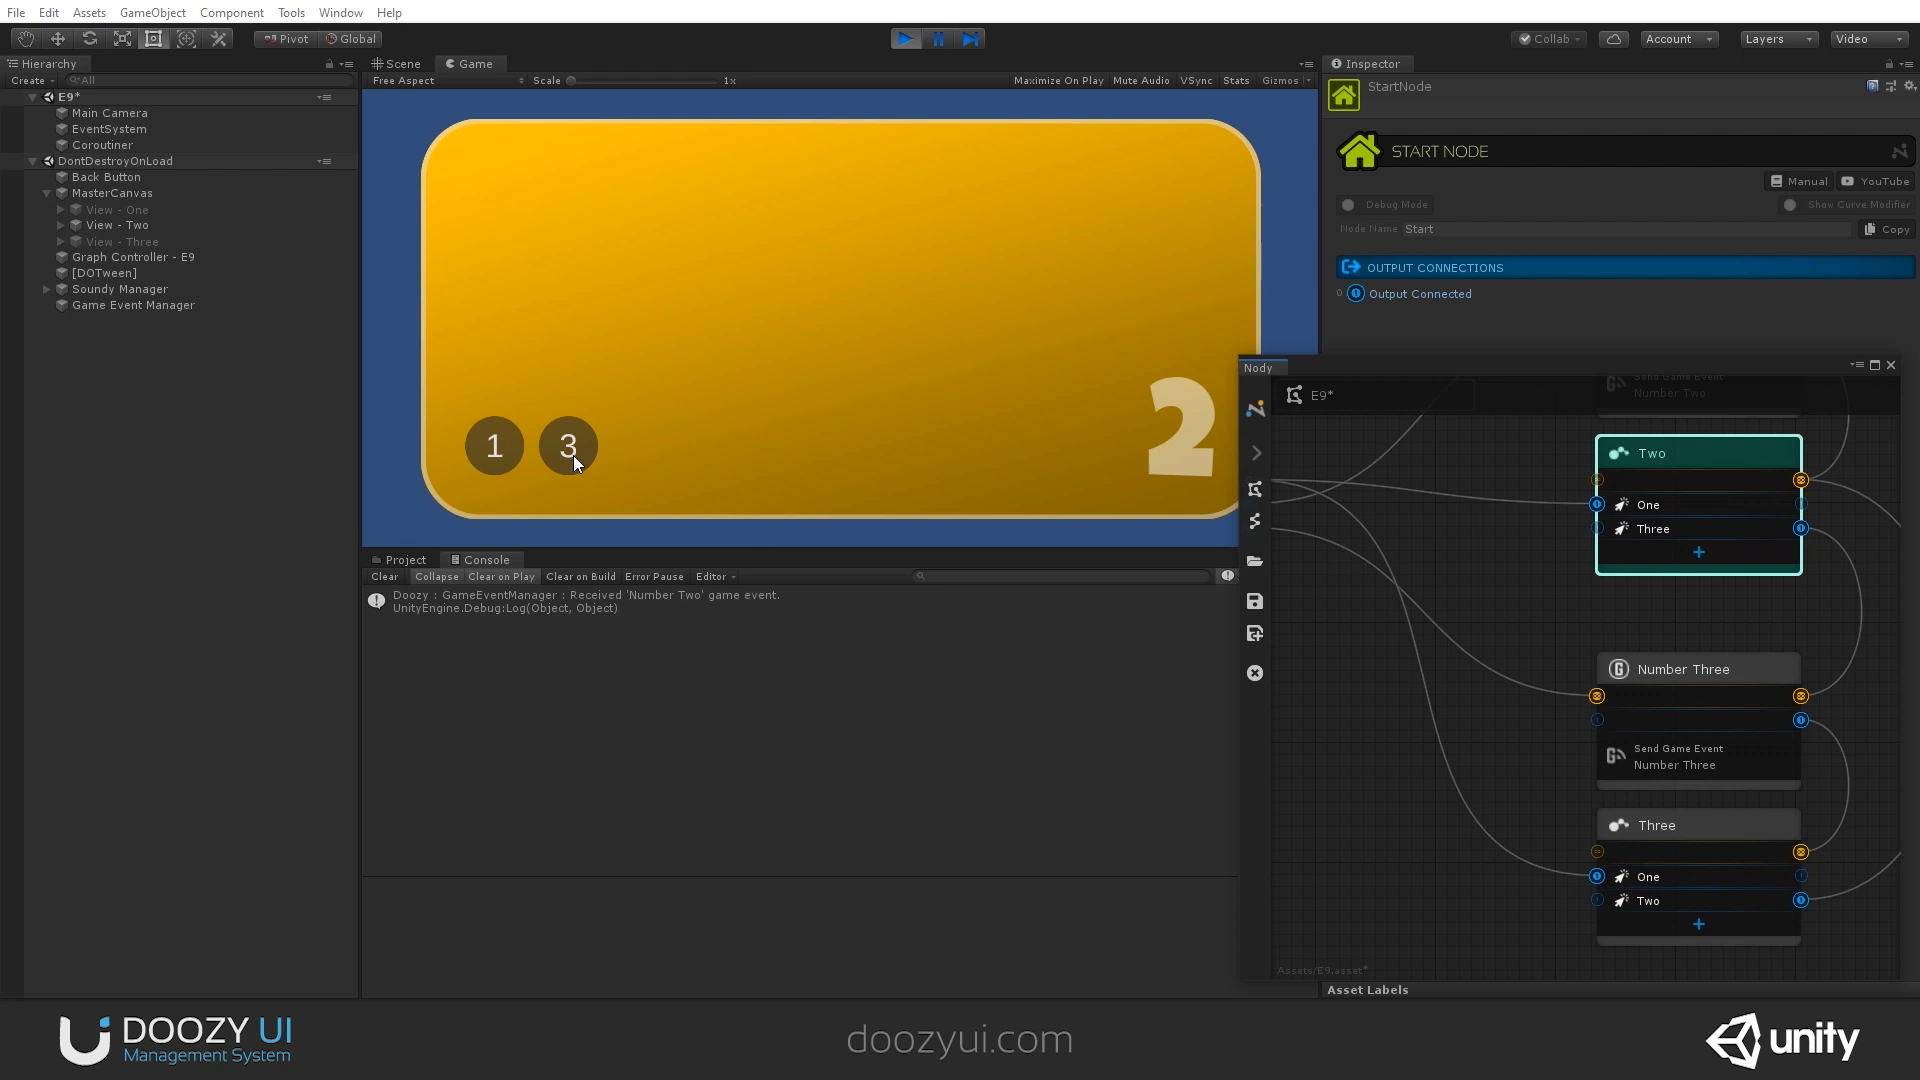 File Edit Assets GameObject Component Tools Window Help
Pivot Global
Collab Account Layers Video
Hierarchy
Create All
E9*
Main Camera
EventSystem
Coroutiner
DontDestroyOnLoad
Back Button
MasterCanvas
View - One
View - Two
View - Three
Graph Controller - E9
[DOTween]
Soundy Manager
Game Event Manager
Scene Game
Free Aspect Scale 1x Maximize On Play Mute Audio VSync Stats Gizmos
1 3
2
Project Console
Clear Collapse Clear on Play Clear on Build Error Pause Editor
Doozy : GameEventManager : Received 'Number Two' game event.
UnityEngine.Debug:Log(Object, Object)
Inspector
StartNode
START NODE
Manual YouTube
Debug Mode Show Curve Modifier
Node Name Start Copy
OUTPUT CONNECTIONS
0 Output Connected
Nody
E9*
Send Game Event
Number Two
Two
One
Three
+
Number Three
Send Game Event
Number Three
Three
One
Two
+
Assets/E9.asset*
Asset Labels
DOOZY UI
Management System
doozyui.com
unity